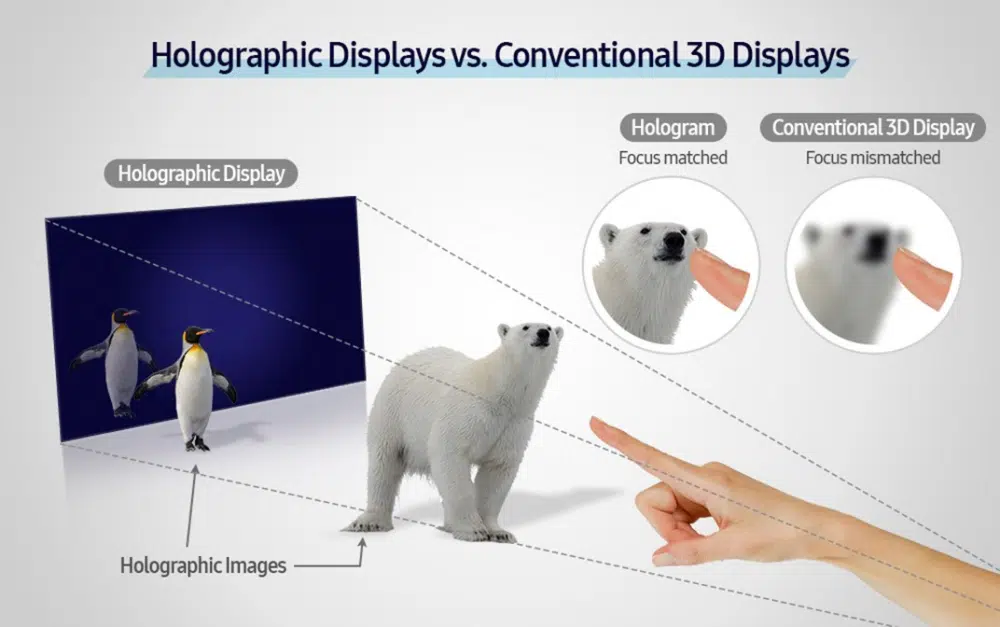 Holographic Displays vs. Conventional 3D Displays
Hologram
Focus matched
Conventional 3D Display
Focus mismatched
Holographic Display
Holographic Images